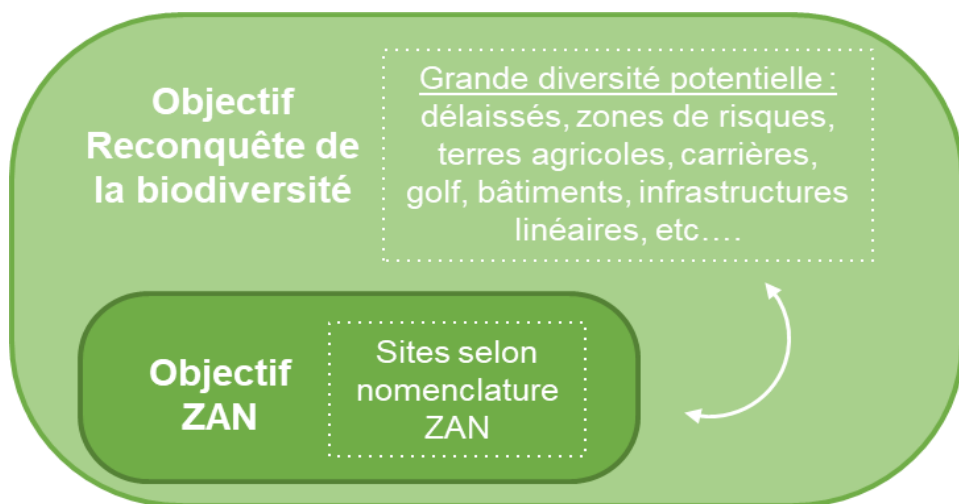 Objectif
Reconquête de
la biodiversité
Grande diversité potentielle :
délaissés, zones de risques,
terres agricoles, carrières,
golf, bâtiments, infrastructures
linéaires, etc….
Objectif
ZAN
Sites selon
nomenclature
ZAN